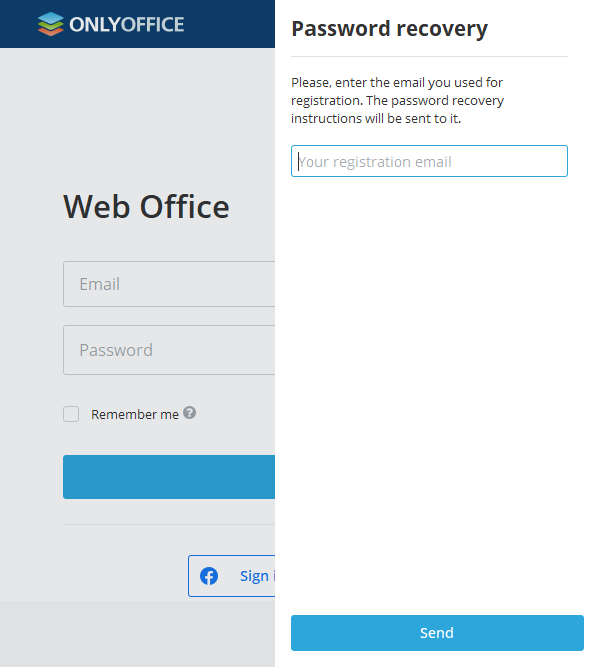 ONLYOFFICE
Web Office
Email
Password
Remember me ?
Sign i
Password recovery
Please, enter the email you used for
registration. The password recovery
instructions will be sent to it.
Your registration email
Send